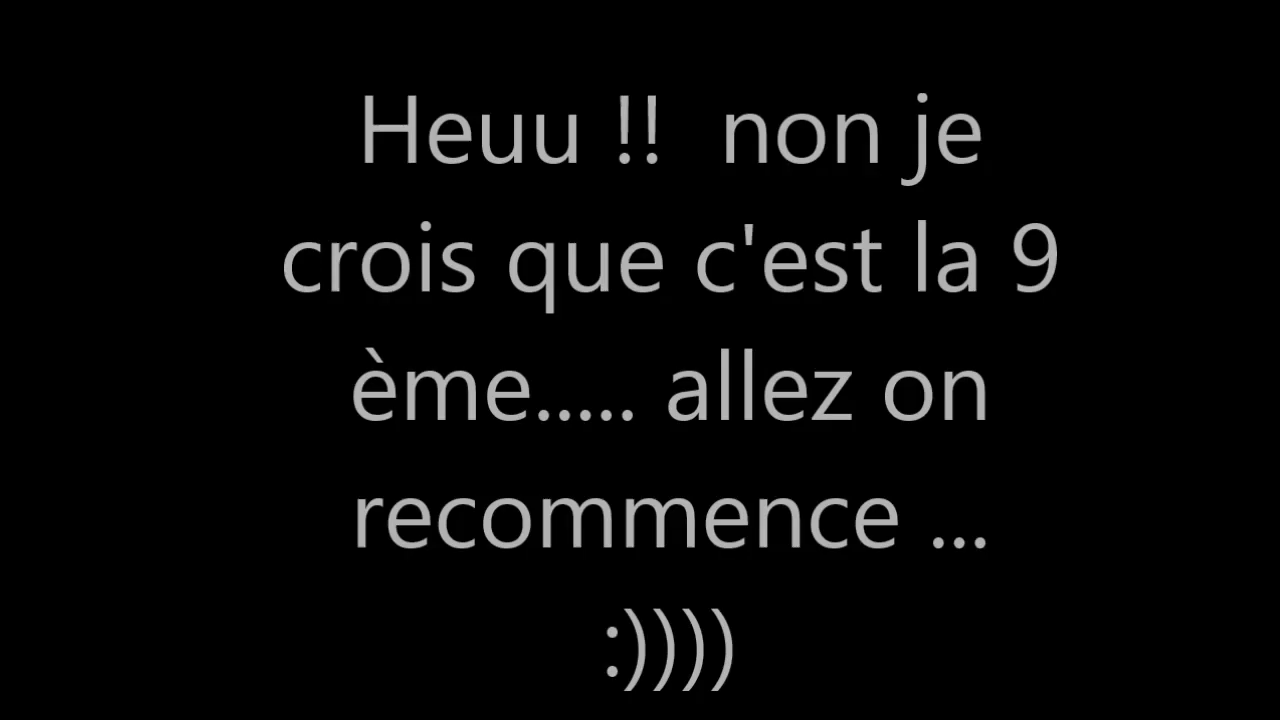 Heuu !!  non je
crois que c'est la 9
ème..... allez on
recommence ...
:))))